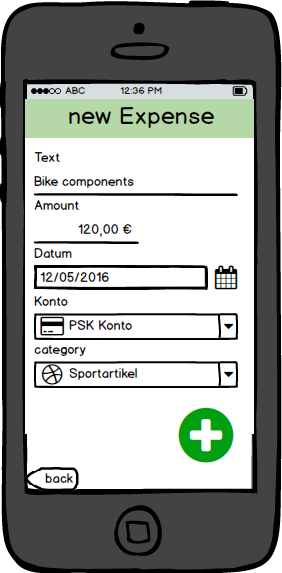 ABC 12:36 PM
new Expense
Text
Bike components
Amount
120,00 €
Datum
12/05/2016
Konto
PSK Konto
category
Sportartikel
back